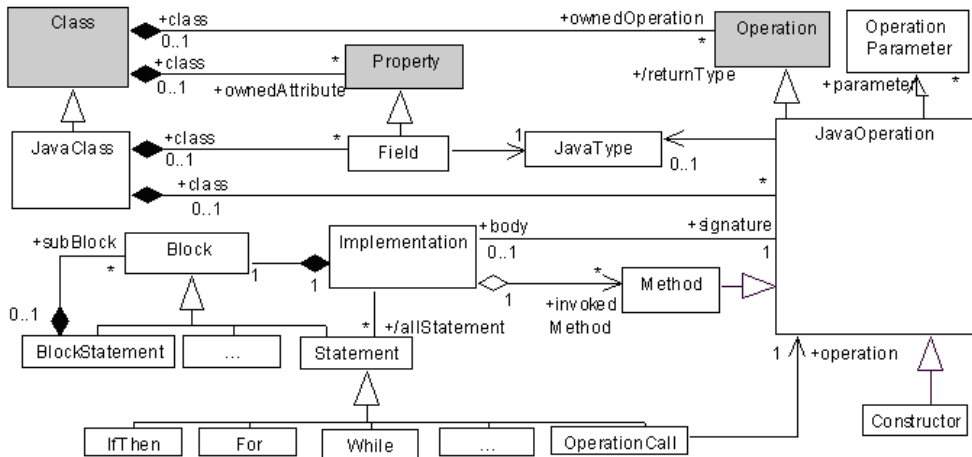 Class
+class
0..1
+ownedOperation
*
Operation
Operation
Parameter
+class
0..1
*
+ownedAttribute
Property
+/returnType
+parameter
*
JavaClass
+class
0..1
*
Field
1
JavaType
0..1
JavaOperation
+class
0..1
*
+subBlock
*
Block
1
1
Implementation
+body
0..1
+signature
1
1
*
+invoked
Method
Method
0..1
BlockStatement
...
*
+/allStatement
Statement
1
+operation
IfThen
For
While
...
OperationCall
Constructor